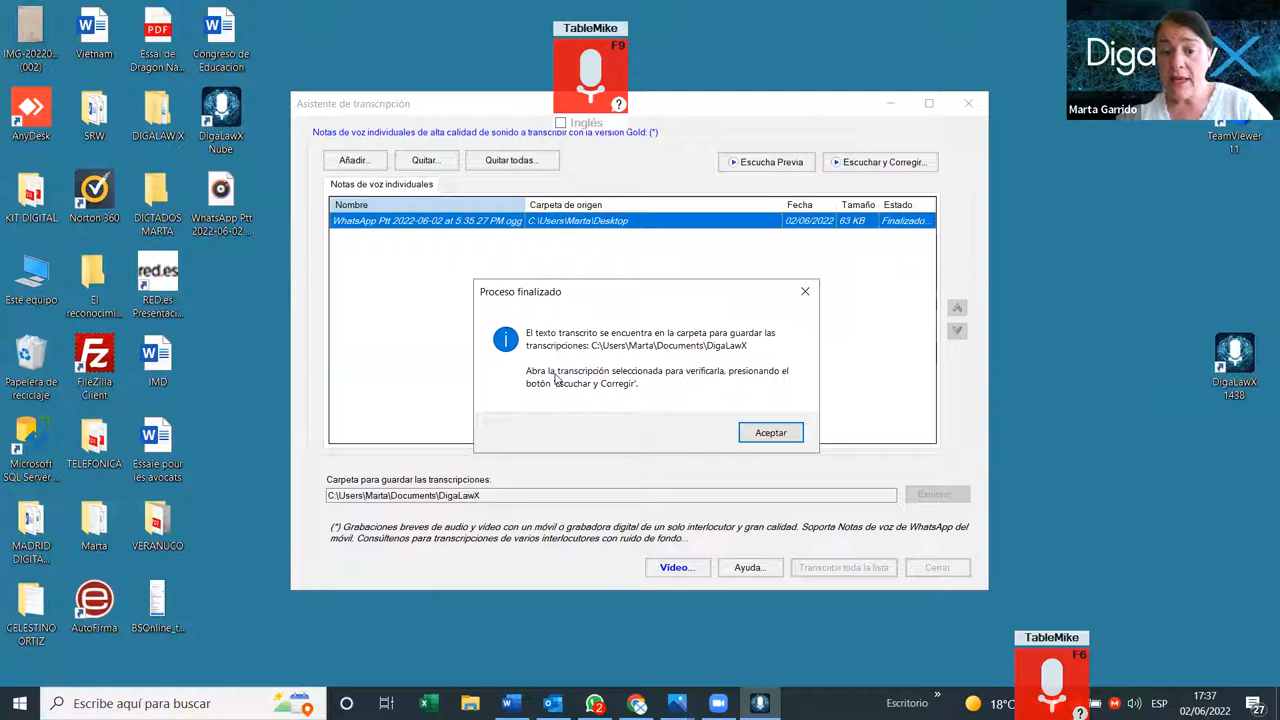 IMG-20220...
(002)
Vietnam
PDF
Essai de
Dragon Na...
Congreso de
Educacion
AnyDesk
SRW
DIGALAW X
DigaLawX
Nube
KIT DIGITAL
Norton 360
DICTADOS
MARTA
WhatsApp Ptt
2022-06-02 ...
Este equipo
El
reconocimi...
red.es
RED.es
Presentaci...
Papelera de
reciclaje
FileZilla
Client
IMD
Microsoft
SQL Server ...
TELEFONICA
Essaie pour
les avocats
MADRID
DIGITA...
Marta
VERANUCO
CELESTINO
ORTIZ
AutoFirma
BSOnline_t...
TableMike
F9
Inglés
Asistente de transcripción
Notas de voz individuales de alta calidad de sonido a transcribir con la version Gold: (*)
Añadir...
Quitar...
Quitar todas...
Escucha Previa
Escuchar y Corregir...
Notas de voz individuales
Nombre
Carpeta de origen
Fecha
Tamaño
Estado
WhatsApp Ptt 2022-06-02 at 5.35.27 PM.ogg
C:\Users\Marta\Desktop
02/06/2022
63 KB
Finalizado...
Proceso finalizado
El texto transcrito se encuentra en la carpeta para guardar las
transcripciones: C:\Users\Marta\Documents\DigaLawX
Abra la transcripción seleccionada para verificarla, presionando el
botón 'Escuchar y Corregir'.
Aceptar
Carpeta para guardar las transcripciones:
C:\Users\Marta\Documents\DigaLawX
Explorar
(*) Grabaciones breves de audio y vídeo con un móvil o grabadora digital de un solo interlocutor y gran calidad. Soporta Notas de voz de WhatsApp del
móvil. Consúltenos para transcripciones de varios interlocutores con ruido de fondo...
Video...
Ayuda...
Transcribir toda la lista
Cerrar
Diga X
Marta Garrido
TeamViewer
11
DigaLawX
1438
TableMike
F6
Escribe aquí para buscar
2
Escritorio
»
18°C
ESP
17:37
02/06/2022
27